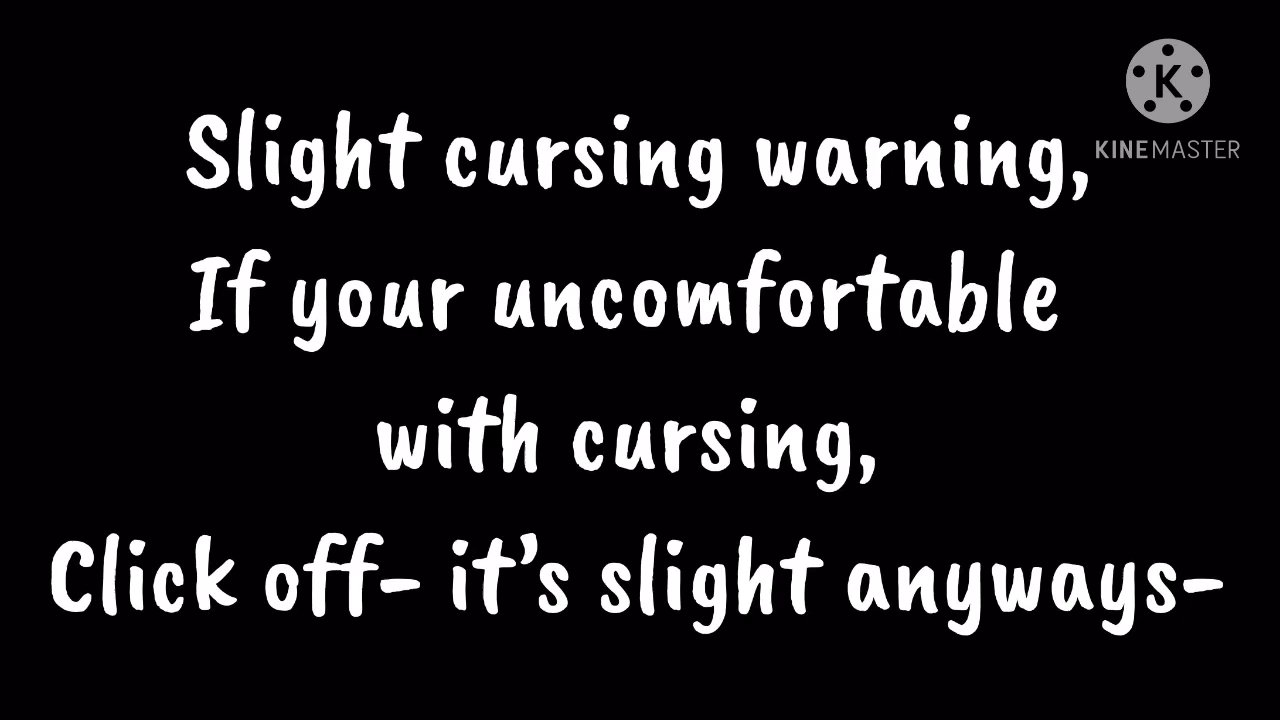 K
KINEMASTER
Slight cursing warning,
If your uncomfortable
with cursing,
Click off- it’s slight anyways-